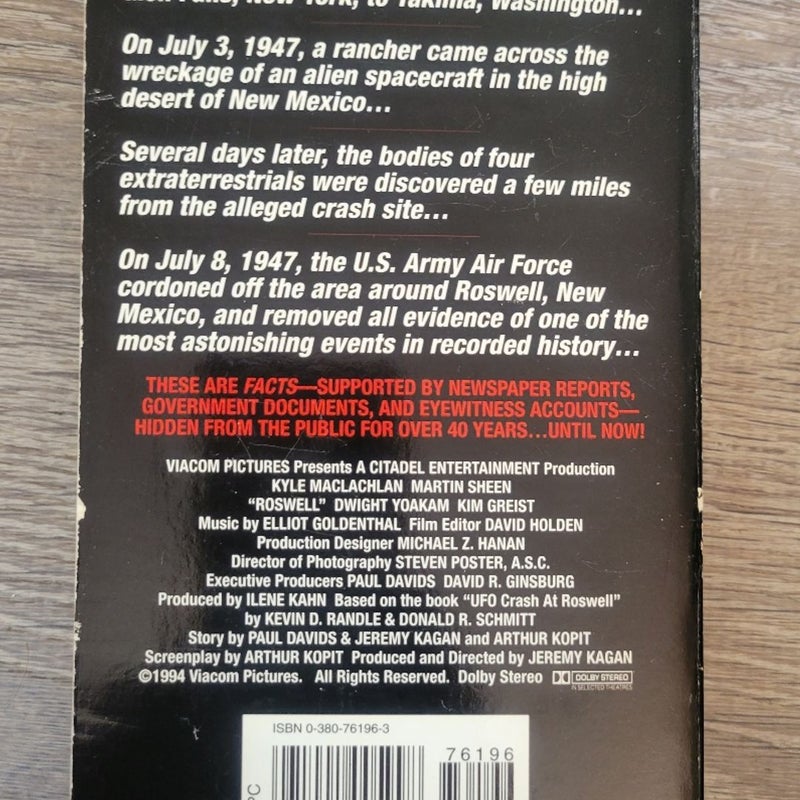 New York, to Yakima, Washington...
On July 3, 1947, a rancher came across the
wreckage of an alien spacecraft in the high
desert of New Mexico...
Several days later, the bodies of four
extraterrestrials were discovered a few miles
from the alleged crash site...
On July 8, 1947, the U.S. Army Air Force
cordoned off the area around Roswell, New
Mexico, and removed all evidence of one of the
most astonishing events in recorded history...
THESE ARE FACTS—SUPPORTED BY NEWSPAPER REPORTS,
GOVERNMENT DOCUMENTS, AND EYEWITNESS ACCOUNTS—
HIDDEN FROM THE PUBLIC FOR OVER 40 YEARS...UNTIL NOW!
VIACOM PICTURES Presents A CITADEL ENTERTAINMENT Production
KYLE MACLACHLAN MARTIN SHEEN
"ROSWELL" DWIGHT YOAKAM KIM GREIST
Music by ELLIOT GOLDENTHAL Film Editor DAVID HOLDEN
Production Designer MICHAEL Z. HANAN
Director of Photography STEVEN POSTER, A.S.C.
Executive Producers PAUL DAVIDS DAVID R. GINSBURG
Produced by ILENE KAHN Based on the book "UFO Crash At Roswell"
by KEVIN D. RANDLE & DONALD R. SCHMITT
Story by PAUL DAVIDS & JEREMY KAGAN and ARTHUR KOPIT
Screenplay by ARTHUR KOPIT Produced and Directed by JEREMY KAGAN
©1994 Viacom Pictures. All Rights Reserved. Dolby Stereo DOLBY STEREO
IN SELECTED THEATRES
ISBN 0-380-76196-3
76196
PC